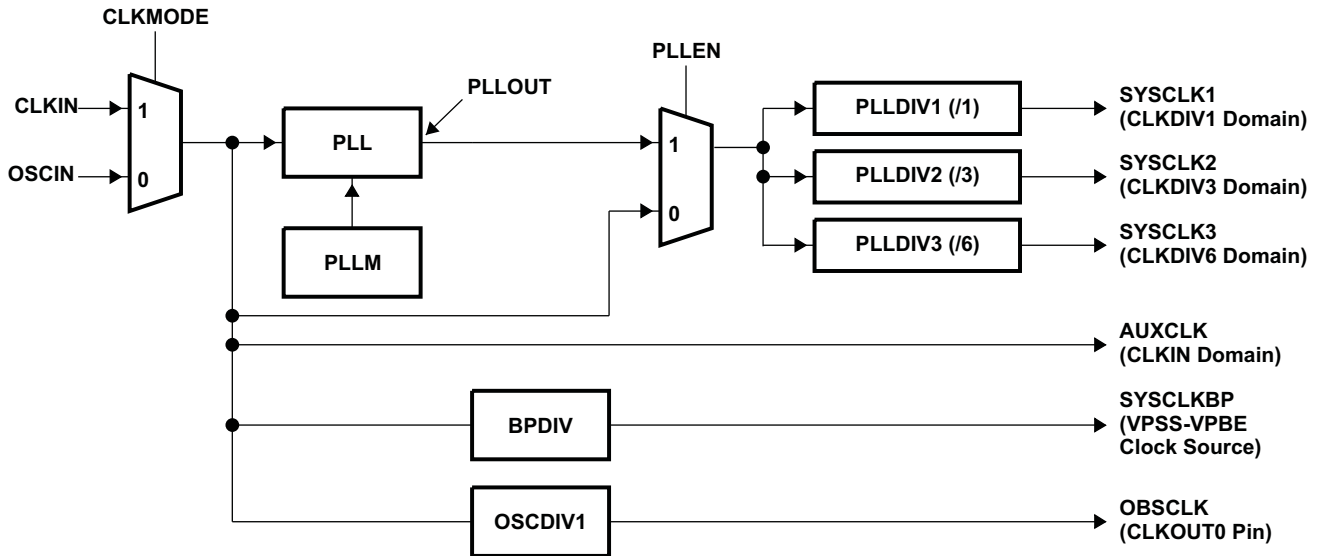 CLKMODE
CLKIN
OSCIN
1
0
PLL
PLLM
PLLOUT
PLLEN
1
0
PLLDIV1 (/1)
PLLDIV2 (/3)
PLLDIV3 (/6)
SYSCLK1
(CLKDIV1 Domain)
SYSCLK2
(CLKDIV3 Domain)
SYSCLK3
(CLKDIV6 Domain)
AUXCLK
(CLKIN Domain)
BPDIV
SYSCLKBP
(VPSS-VPBE
Clock Source)
OSCDIV1
OBSCLK
(CLKOUT0 Pin)